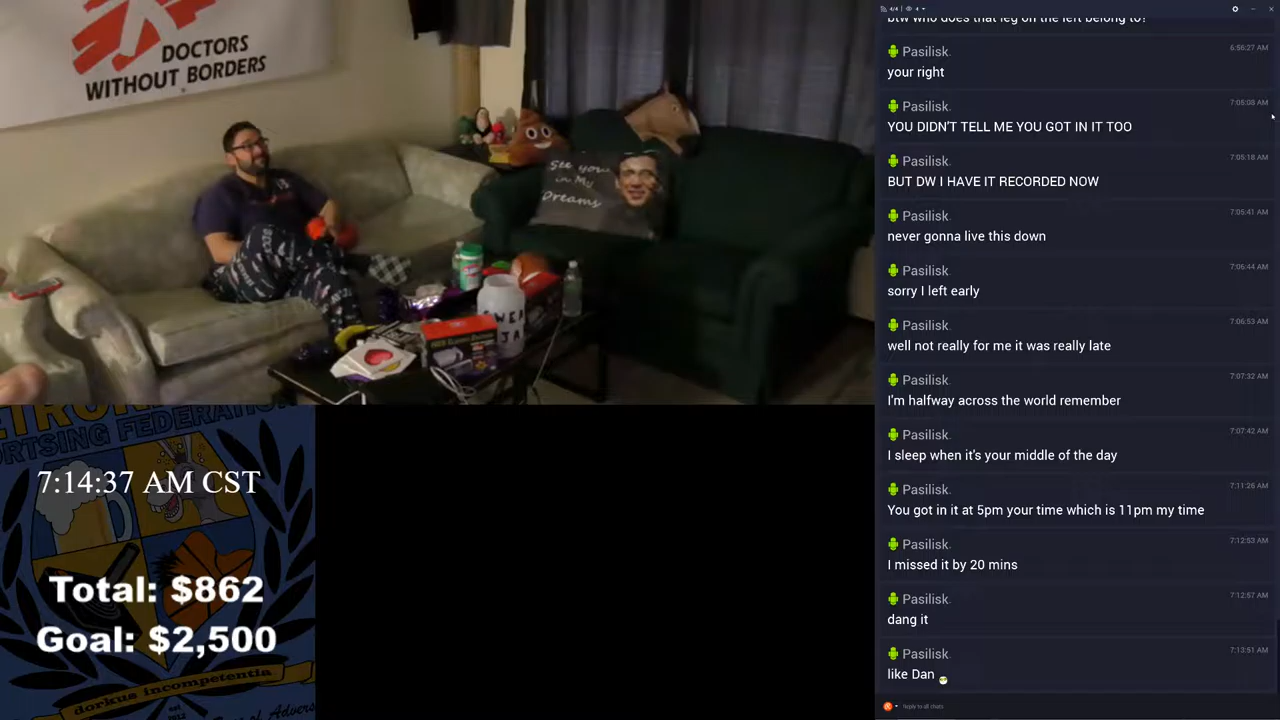 DOCTORS
WITHOUT BORDERS
See you
in My
Dreams
7:14:37 AM CST
Total: $862
Goal: $2,500
dorkus incompetentia
4/4
4
btw who does that leg on the left belong to?
Pasilisk
6:56:27 AM
your right
Pasilisk
7:05:08 AM
YOU DIDN'T TELL ME YOU GOT IN IT TOO
Pasilisk
7:05:18 AM
BUT DW I HAVE IT RECORDED NOW
Pasilisk
7:05:41 AM
never gonna live this down
Pasilisk
7:06:44 AM
sorry I left early
Pasilisk
7:06:53 AM
well not really for me it was really late
Pasilisk
7:07:32 AM
I'm halfway across the world remember
Pasilisk
7:07:42 AM
I sleep when it's your middle of the day
Pasilisk
7:11:26 AM
You got in it at 5pm your time which is 11pm my time
Pasilisk
7:12:53 AM
I missed it by 20 mins
Pasilisk
7:12:57 AM
dang it
Pasilisk
7:13:51 AM
like Dan
Reply to all chats